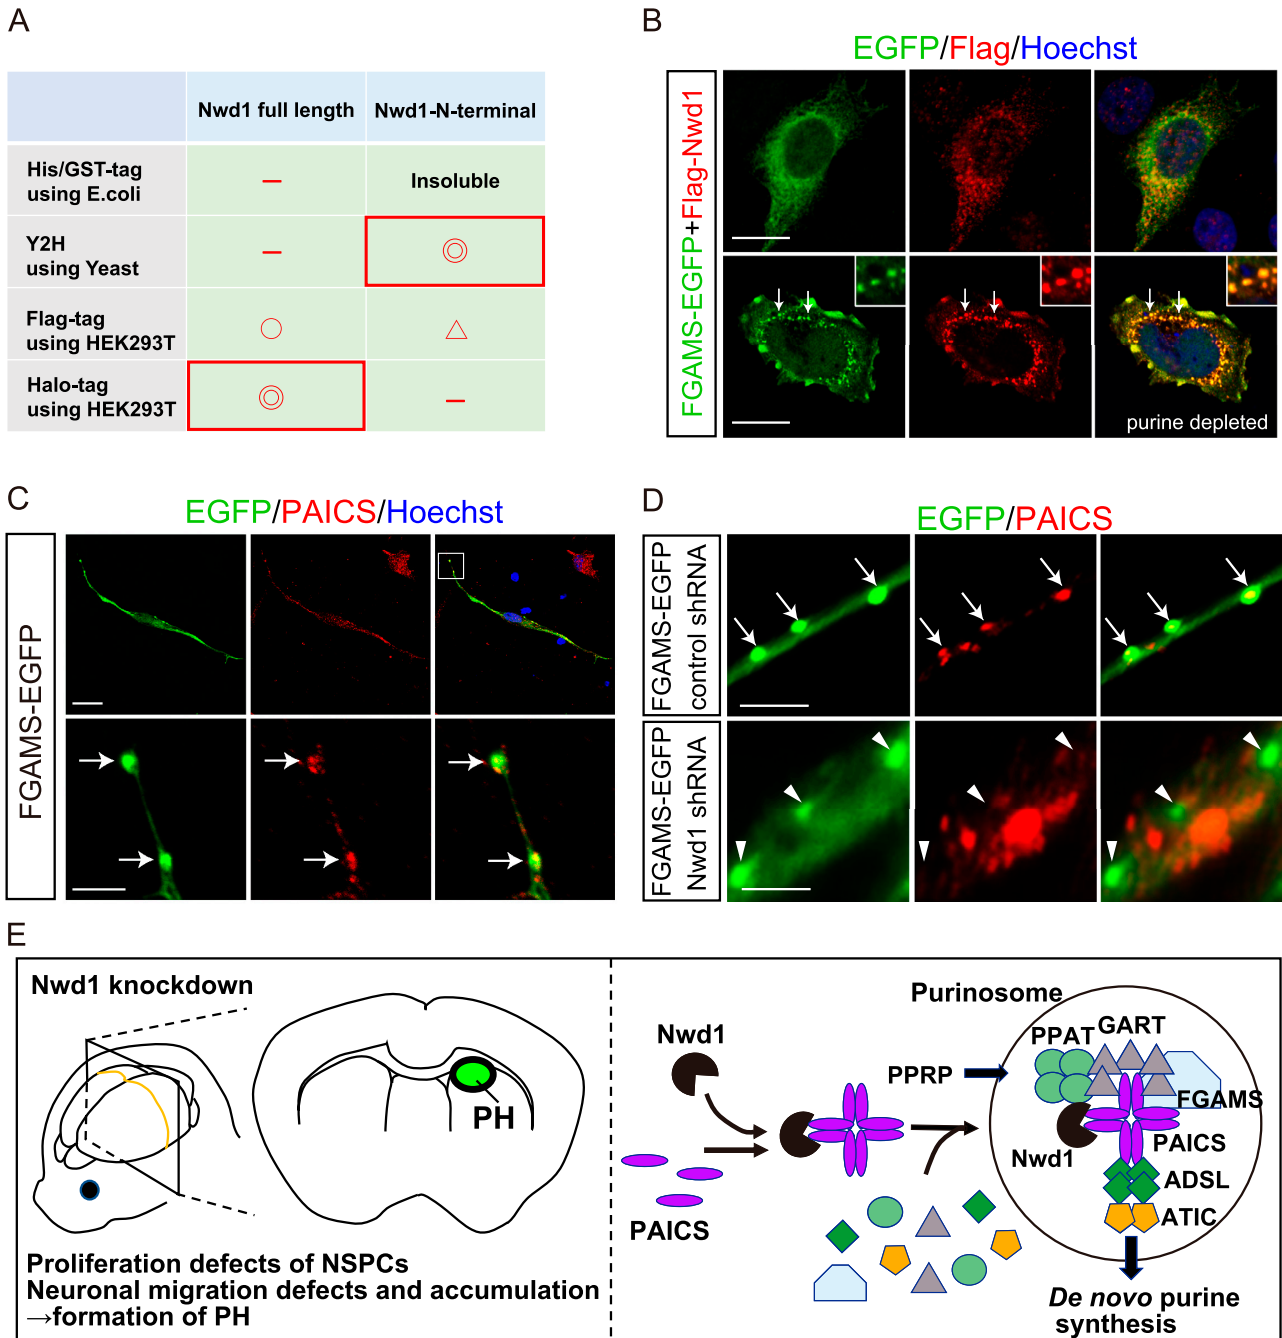 A
Nwd1 full length
Nwd1-N-terminal
His/GST-tag
using E.coli
–
Insoluble
Y2H
using Yeast
–
◎
Flag-tag
using HEK293T
○
△
Halo-tag
using HEK293T
◎
–
B
EGFP/Flag/Hoechst
FGAMS-EGFP+Flag-Nwd1
purine depleted
C
EGFP/PAICS/Hoechst
FGAMS-EGFP
D
EGFP/PAICS
FGAMS-EGFP
control shRNA
FGAMS-EGFP
Nwd1 shRNA
E
Nwd1 knockdown
PH
Proliferation defects of NSPCs
Neuronal migration defects and accumulation
→formation of PH
Nwd1
PAICS
PPRP
Purinosome
PPAT
GART
FGAMS
Nwd1
PAICS
ADSL
ATIC
De novo purine
synthesis